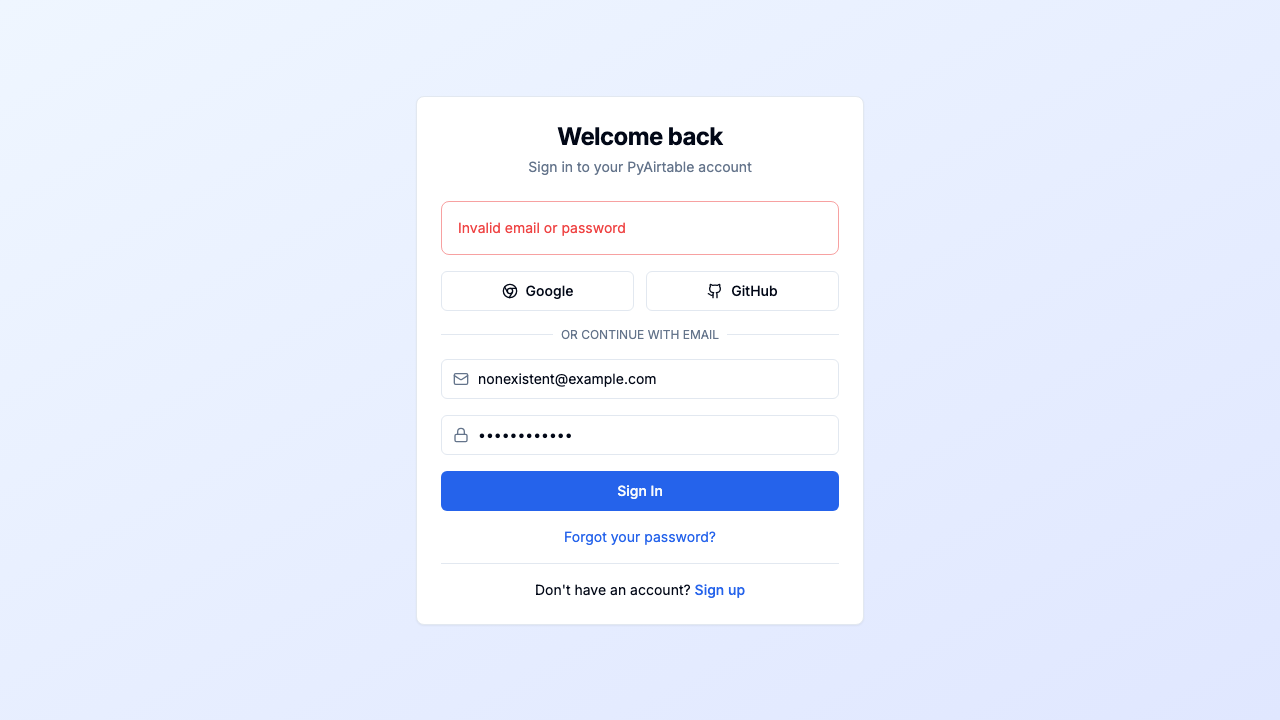 Welcome back
Sign in to your PyAirtable account
Invalid email or password
Google
GitHub
OR CONTINUE WITH EMAIL
nonexistent@example.com
••••••••••••
Sign In
Forgot your password?
Don't have an account? Sign up